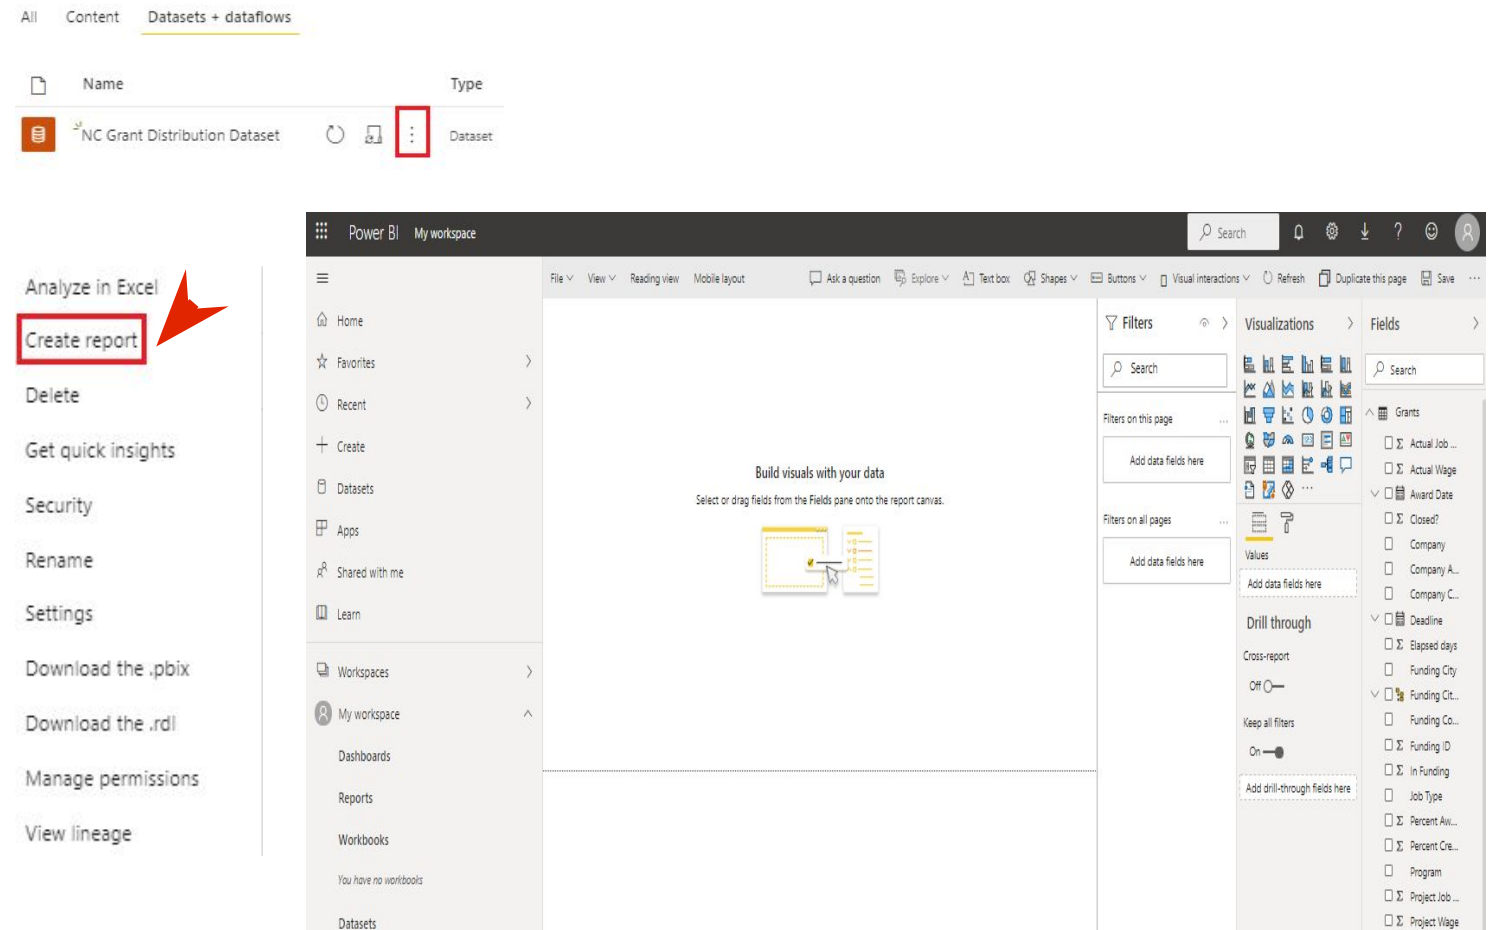 All Content Datasets + dataflows
Name Type
NC Grant Distribution Dataset Dataset
Analyze in Excel
Create report
Delete
Get quick insights
Security
Rename
Settings
Download the .pbix
Download the .rdl
Manage permissions
View lineage
Power BI My workspace Search
File View Reading view Mobile layout Ask a question Explore Text box Shapes Buttons Visual interactions Refresh Duplicate this page Save ...
Home
Favorites
Recent
Create
Datasets
Apps
Shared with me
Learn
Workspaces
My workspace
Dashboards
Reports
Workbooks
You have no workbooks
Datasets
Build visuals with your data
Select or drag fields from the Fields pane onto the report canvas.
Filters
Search
Filters on this page ...
Add data fields here
Filters on all pages ...
Add data fields here
Visualizations
...
Values
Add data fields here
Drill through
Cross-report
Off
Keep all filters
On
Add drill-through fields here
Fields
Search
Grants
Σ Actual Job ...
Σ Actual Wage
Award Date
Σ Closed?
Company
Company A...
Company C...
Deadline
Σ Elapsed days
Funding City
Funding Cit...
Funding Co...
Σ Funding ID
Σ In Funding
Job Type
Σ Percent Aw...
Σ Percent Cre...
Program
Σ Project Job ...
Σ Project Wage